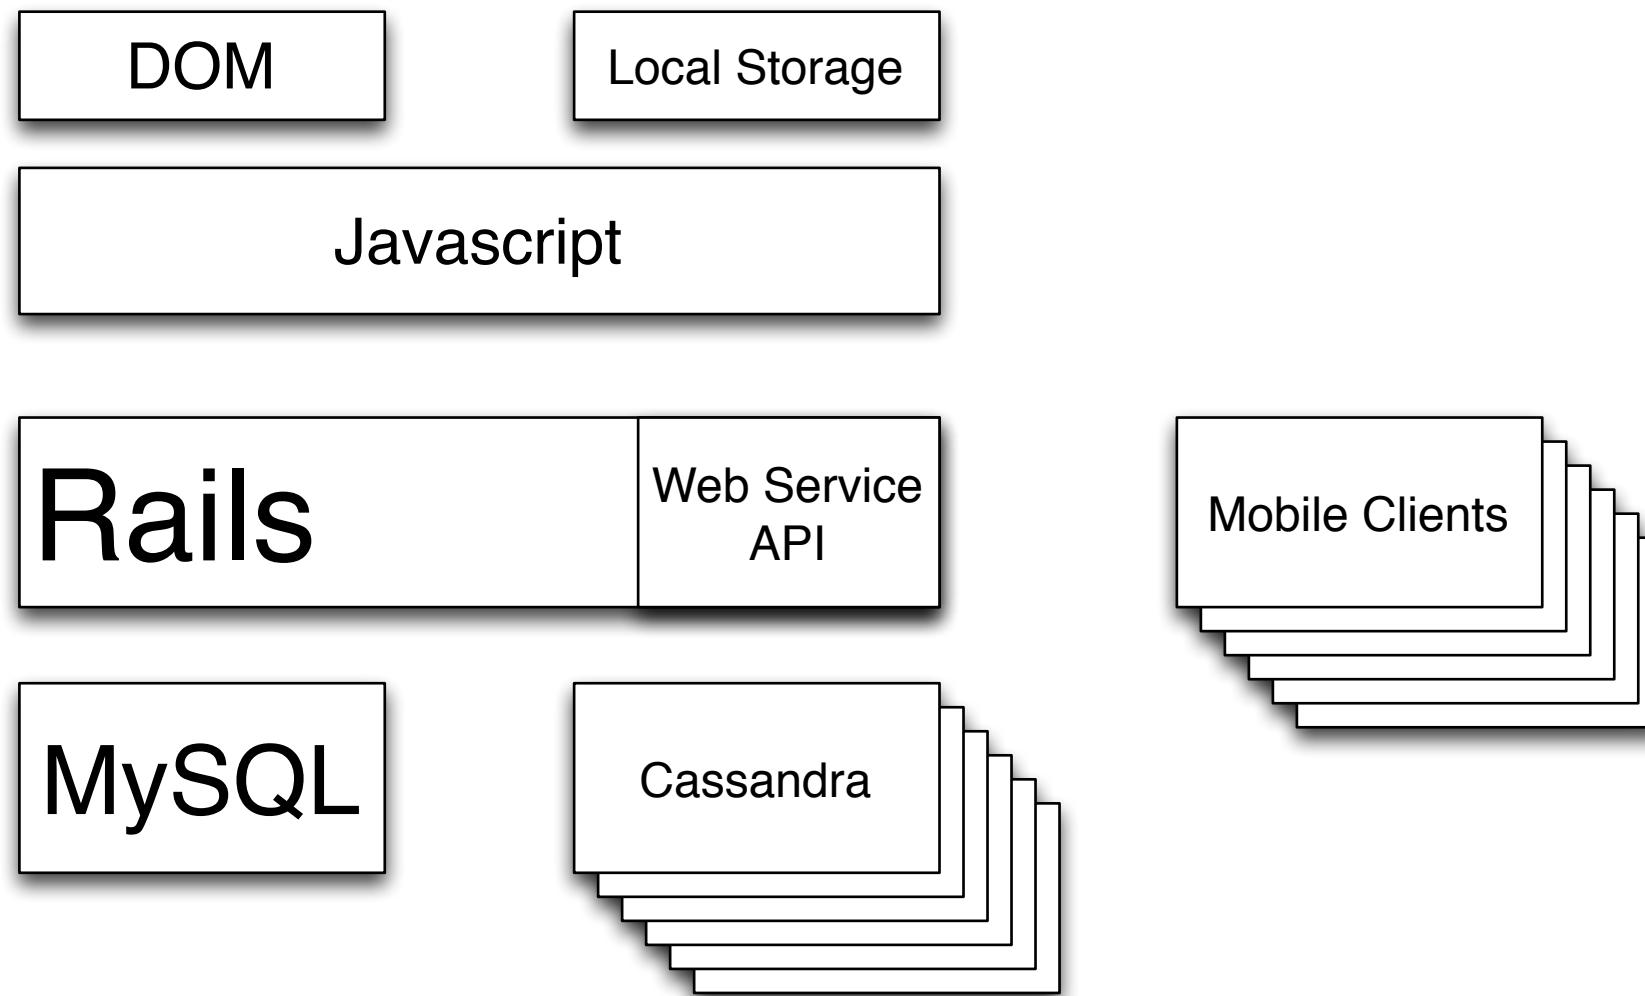 DOM
Local Storage
Javascript
Rails
Web Service
API
Mobile Clients
MySQL
Cassandra